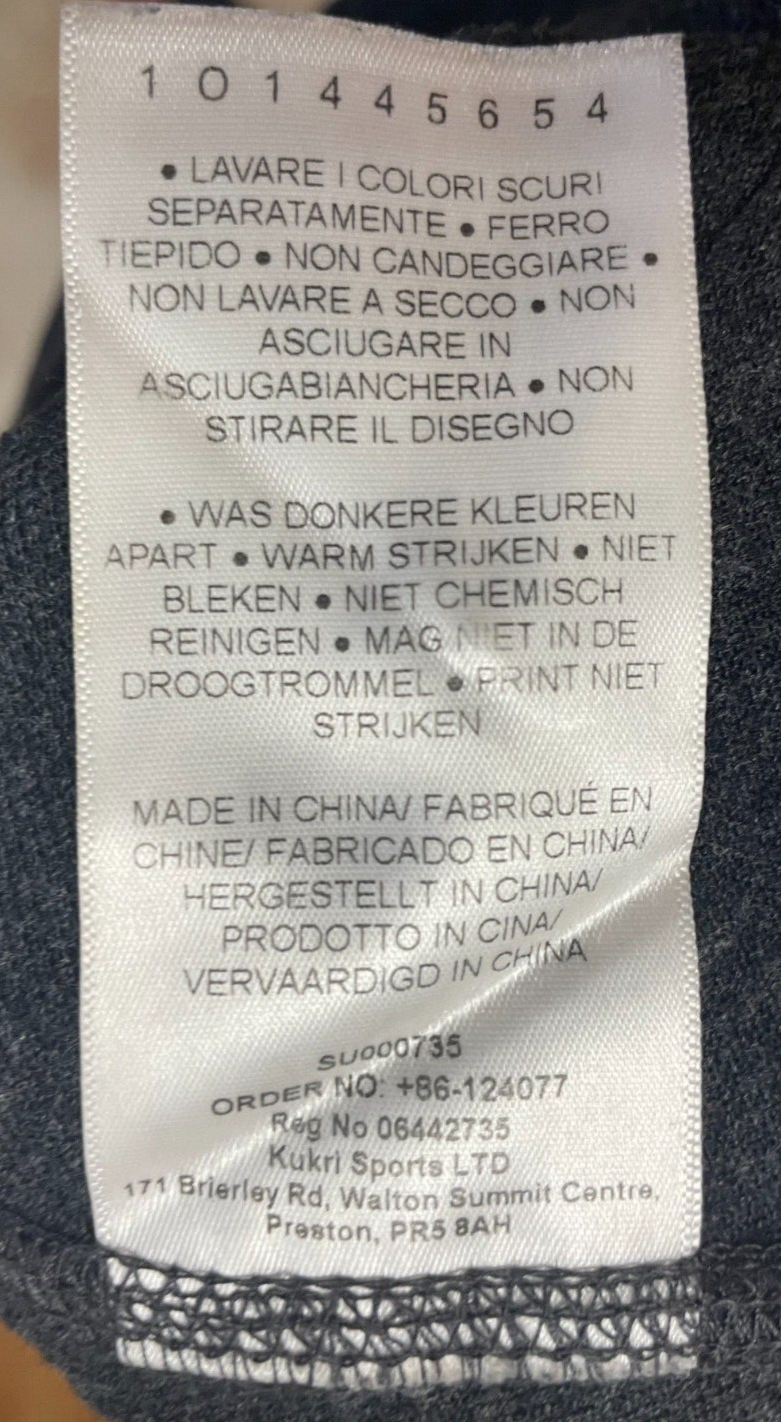 1 0 1 4 4 5 6 5 4
• LAVARE I COLORI SCURI
SEPARATAMENTE • FERRO
TIEPIDO • NON CANDEGGIARE •
NON LAVARE A SECCO • NON
ASCIUGARE IN
ASCIUGABIANCHERIA • NON
STIRARE IL DISEGNO
• WAS DONKERE KLEUREN
APART • WARM STRIJKEN • NIET
BLEKEN • NIET CHEMISCH
REINIGEN • MAG NIET IN DE
DROOGTROMMEL • PRINT NIET
STRIJKEN
MADE IN CHINA/ FABRIQUÉ EN
CHINE/ FABRICADO EN CHINA/
HERGESTELLT IN CHINA/
PRODOTTO IN CINA/
VERVAARDIGD IN CHINA
SU000735
ORDER NO: +86-124077
Reg No 06442735
Kukri Sports LTD
171 Brierley Rd, Walton Summit Centre,
Preston, PR5 8AH